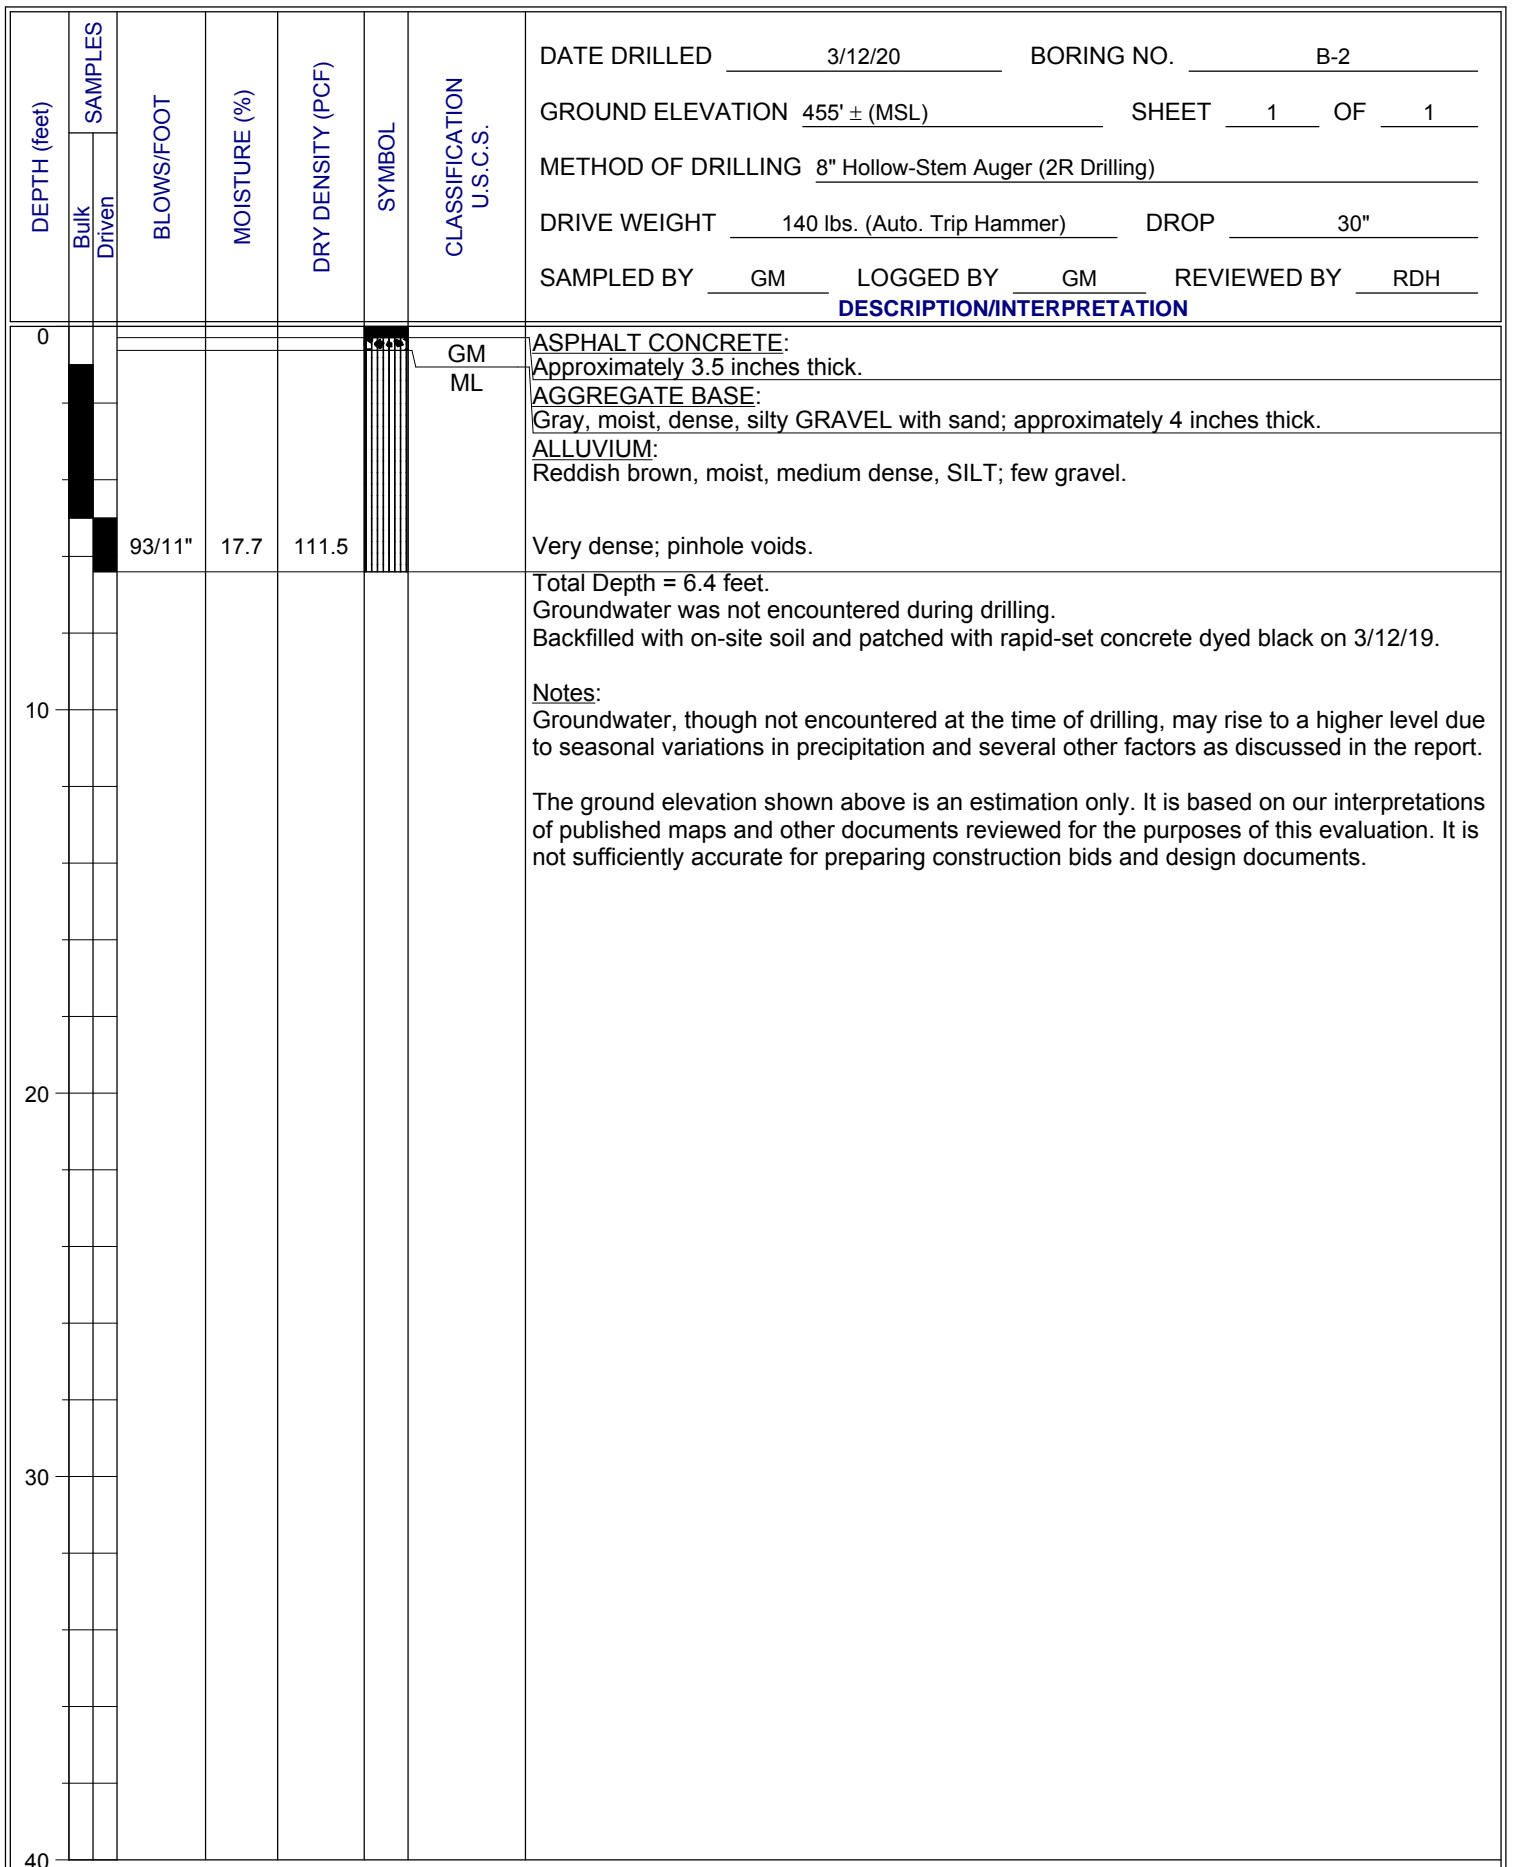 DEPTH (feet)
SAMPLES
Bulk
Driven
BLOWS/FOOT
MOISTURE (%)
DRY DENSITY (PCF)
SYMBOL
CLASSIFICATION
U.S.C.S.
DATE DRILLED 3/12/20 BORING NO. B-2
GROUND ELEVATION 455' ± (MSL) SHEET 1 OF 1
METHOD OF DRILLING 8" Hollow-Stem Auger (2R Drilling)
DRIVE WEIGHT 140 lbs. (Auto. Trip Hammer) DROP 30"
SAMPLED BY GM LOGGED BY GM REVIEWED BY RDH
DESCRIPTION/INTERPRETATION
0
GM
ML
ASPHALT CONCRETE:
Approximately 3.5 inches thick.
AGGREGATE BASE:
Gray, moist, dense, silty GRAVEL with sand; approximately 4 inches thick.
ALLUVIUM:
Reddish brown, moist, medium dense, SILT; few gravel.
93/11" 17.7 111.5 Very dense; pinhole voids.
Total Depth = 6.4 feet.
Groundwater was not encountered during drilling.
Backfilled with on-site soil and patched with rapid-set concrete dyed black on 3/12/19.
Notes:
10
Groundwater, though not encountered at the time of drilling, may rise to a higher level due
to seasonal variations in precipitation and several other factors as discussed in the report.
The ground elevation shown above is an estimation only. It is based on our interpretations
of published maps and other documents reviewed for the purposes of this evaluation. It is
not sufficiently accurate for preparing construction bids and design documents.
20
30
40